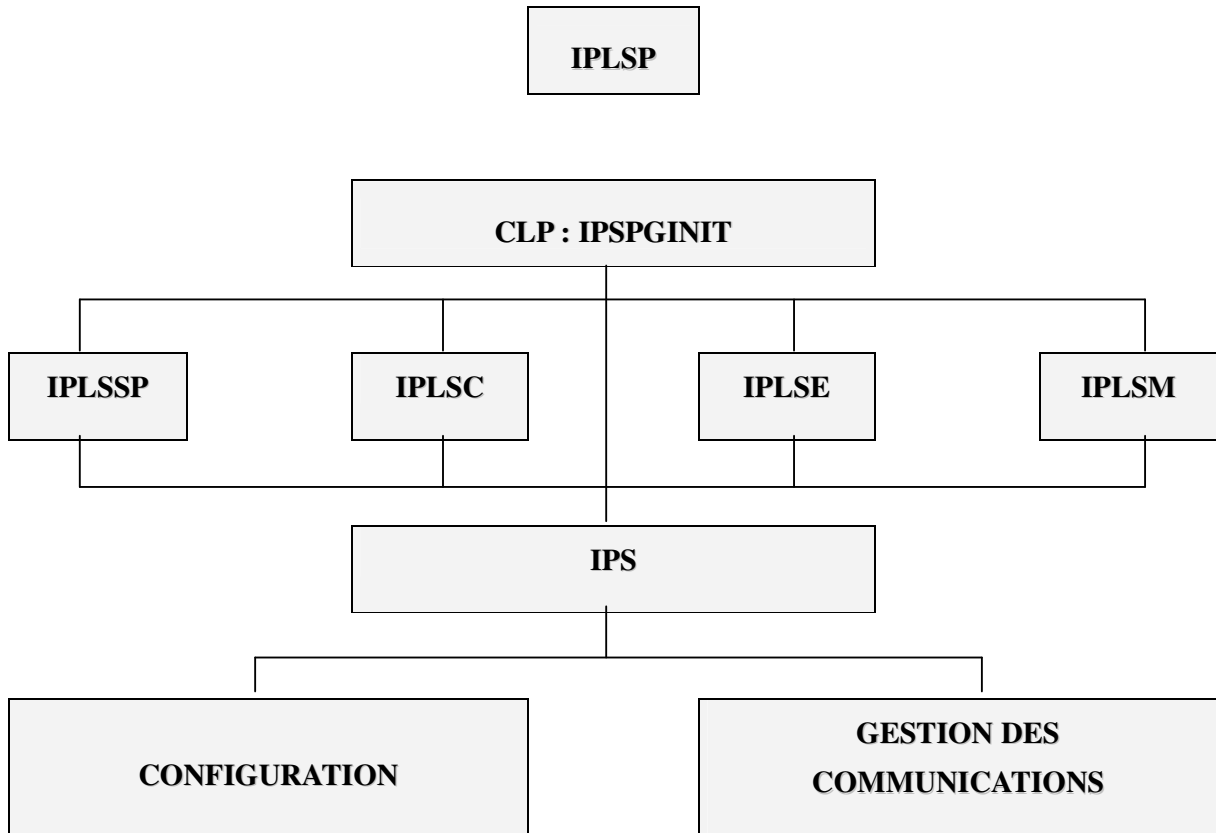 IPLSP
CLP : IPSPGINIT
IPLSSP
IPLSC
IPLSE
IPLSM
IPS
CONFIGURATION
GESTION DES
COMMUNICATIONS